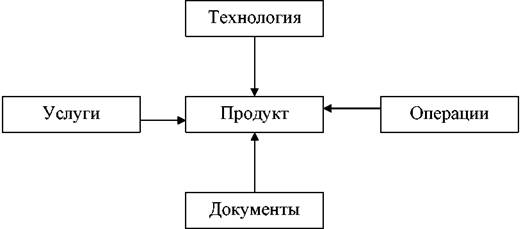 Технология
Услуги
Продукт
Операции
Документы